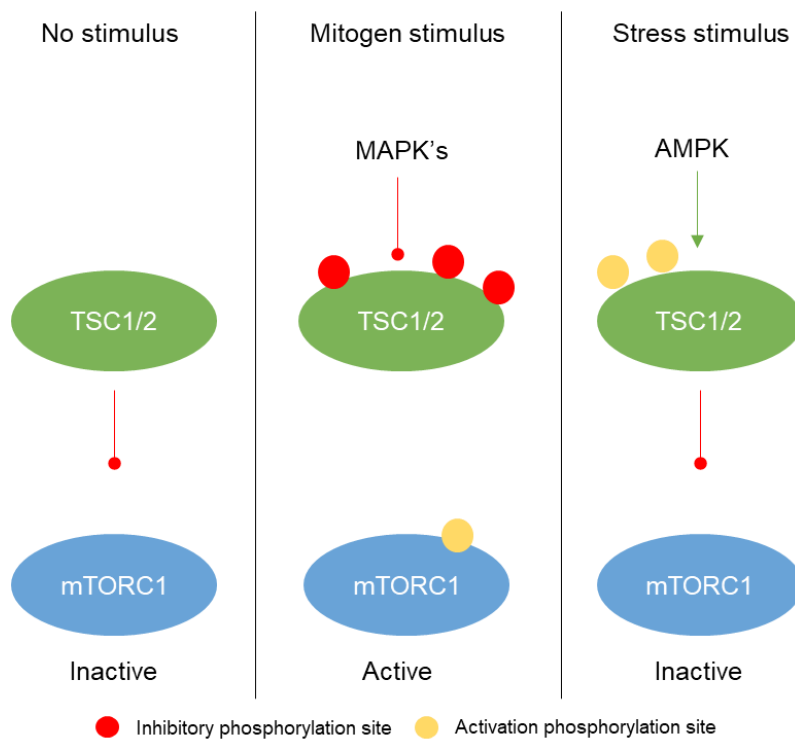 No stimulus
Mitogen stimulus
Stress stimulus
MAPK's
AMPK
TSC1/2
TSC1/2
TSC1/2
mTORC1
mTORC1
mTORC1
Inactive
Active
Inactive
Inhibitory phosphorylation site
Activation phosphorylation site